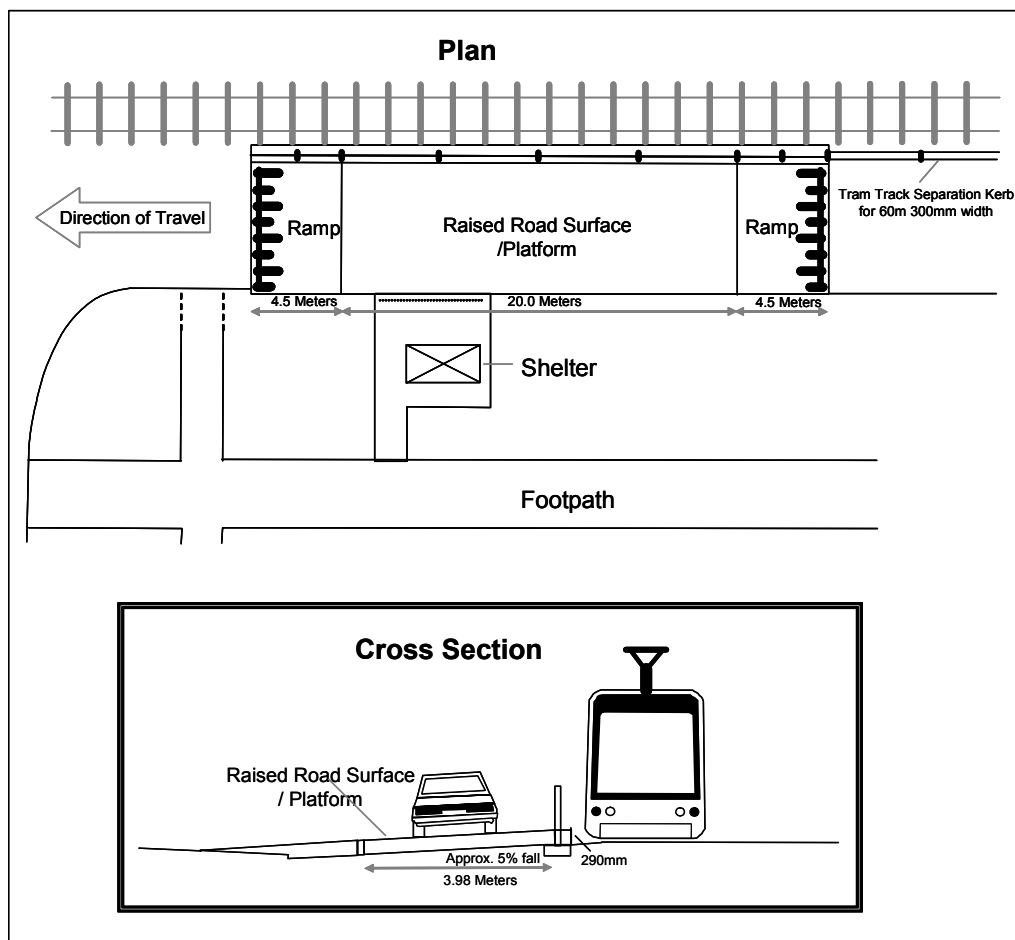 Plan
Tram Track Separation Kerb
for 60m 300mm width
Direction of Travel
Ramp
Raised Road Surface
/Platform
Ramp
4.5 Meters
20.0 Meters
4.5 Meters
Shelter
Footpath
Cross Section
Raised Road Surface
/ Platform
Approx. 5% fall
290mm
3.98 Meters